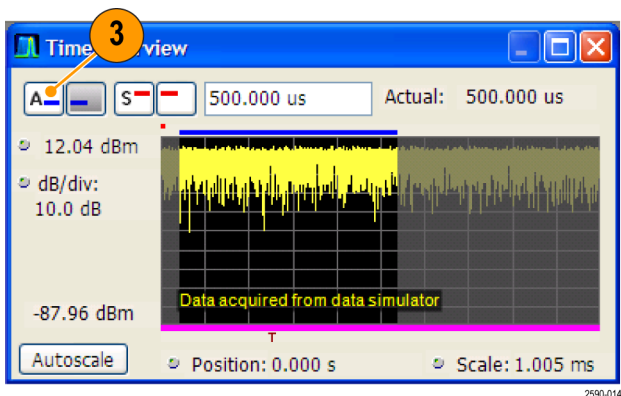 3
Time Overview
A
S
500.000 us
Actual: 500.000 us
12.04 dBm
dB/div:
10.0 dB
Data acquired from data simulator
-87.96 dBm
T
Autoscale
Position: 0.000 s
Scale: 1.005 ms
2590-014